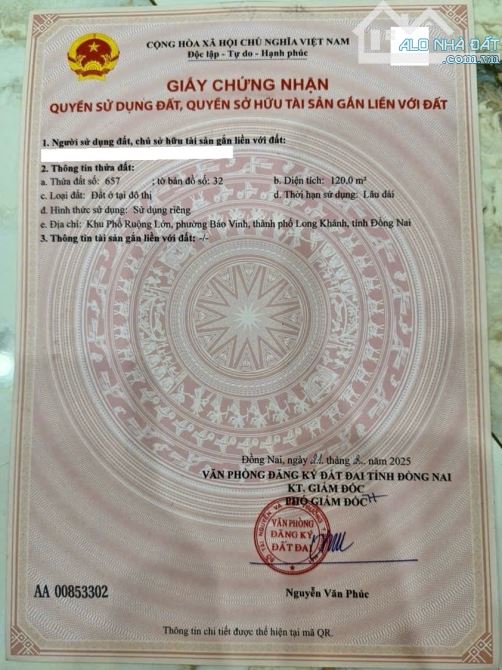 ALO NHÀ ĐẤT
.com.vn
CỘNG HÒA XÃ HỘI CHỦ NGHĨA VIỆT NAM
Độc lập - Tự do - Hạnh phúc
GIẤY CHỨNG NHẬN
QUYỀN SỬ DỤNG ĐẤT, QUYỀN SỞ HỮU TÀI SẢN GẮN LIỀN VỚI ĐẤT
1. Người sử dụng đất, chủ sở hữu tài sản gắn liền với đất:
2. Thông tin thửa đất:
a. Thửa đất số: 657 ; tờ bản đồ số: 32 b. Diện tích: 120,0 m²
c. Loại đất: Đất ở tại đô thị d. Thời hạn sử dụng: Lâu dài
đ. Hình thức sử dụng: Sử dụng riêng
e. Địa chỉ: Khu Phố Ruộng Lớn, phường Bảo Vinh, thành phố Long Khánh, tỉnh Đồng Nai
3. Thông tin tài sản gắn liền với đất: -/-
Đồng Nai, ngày 21 tháng 2 năm 2025
VĂN PHÒNG ĐĂNG KÝ ĐẤT ĐAI TỈNH ĐỒNG NAI
KT. GIÁM ĐỐC
PHÓ GIÁM ĐỐC
VĂN PHÒNG
ĐĂNG KÝ
ĐẤT ĐAI
AA 00853302
Nguyễn Văn Phúc
Thông tin chi tiết được thể hiện tại mã QR.